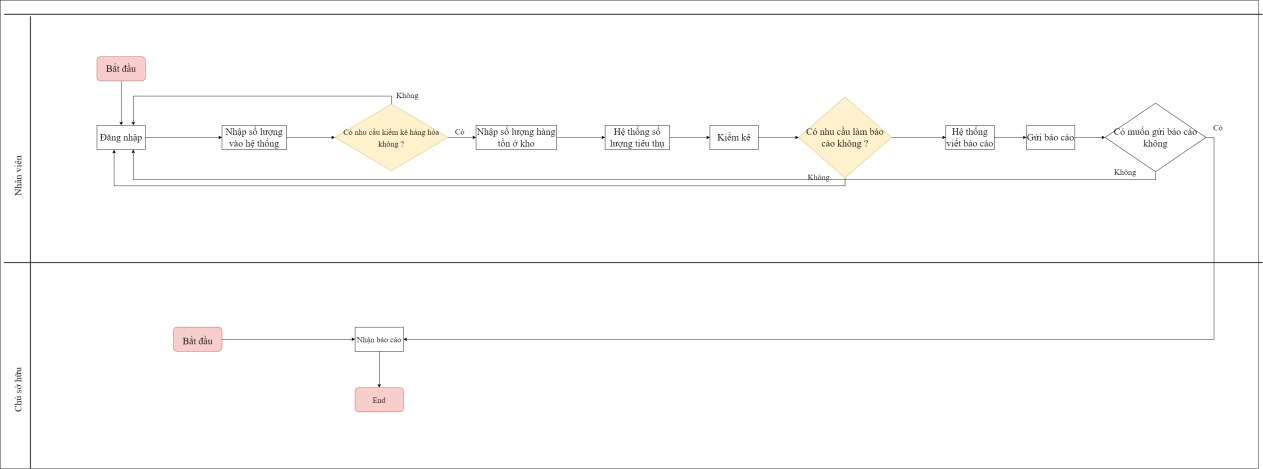 Nhân viên
Bắt đầu
Đăng nhập
Nhập số lượng
vào hệ thống
Có nhu cầu kiểm kê hàng hóa
không ?
Không
Có
Nhập số lượng hàng
tồn ở kho
Hệ thống số
lượng tiêu thụ
Kiểm kê
Có nhu cầu làm báo
cáo không ?
Không
Hệ thống
viết báo cáo
Gửi báo cáo
Có muốn gửi báo cáo
không
Có
Không
Chủ sở hữu
Bắt đầu
Nhận báo cáo
End